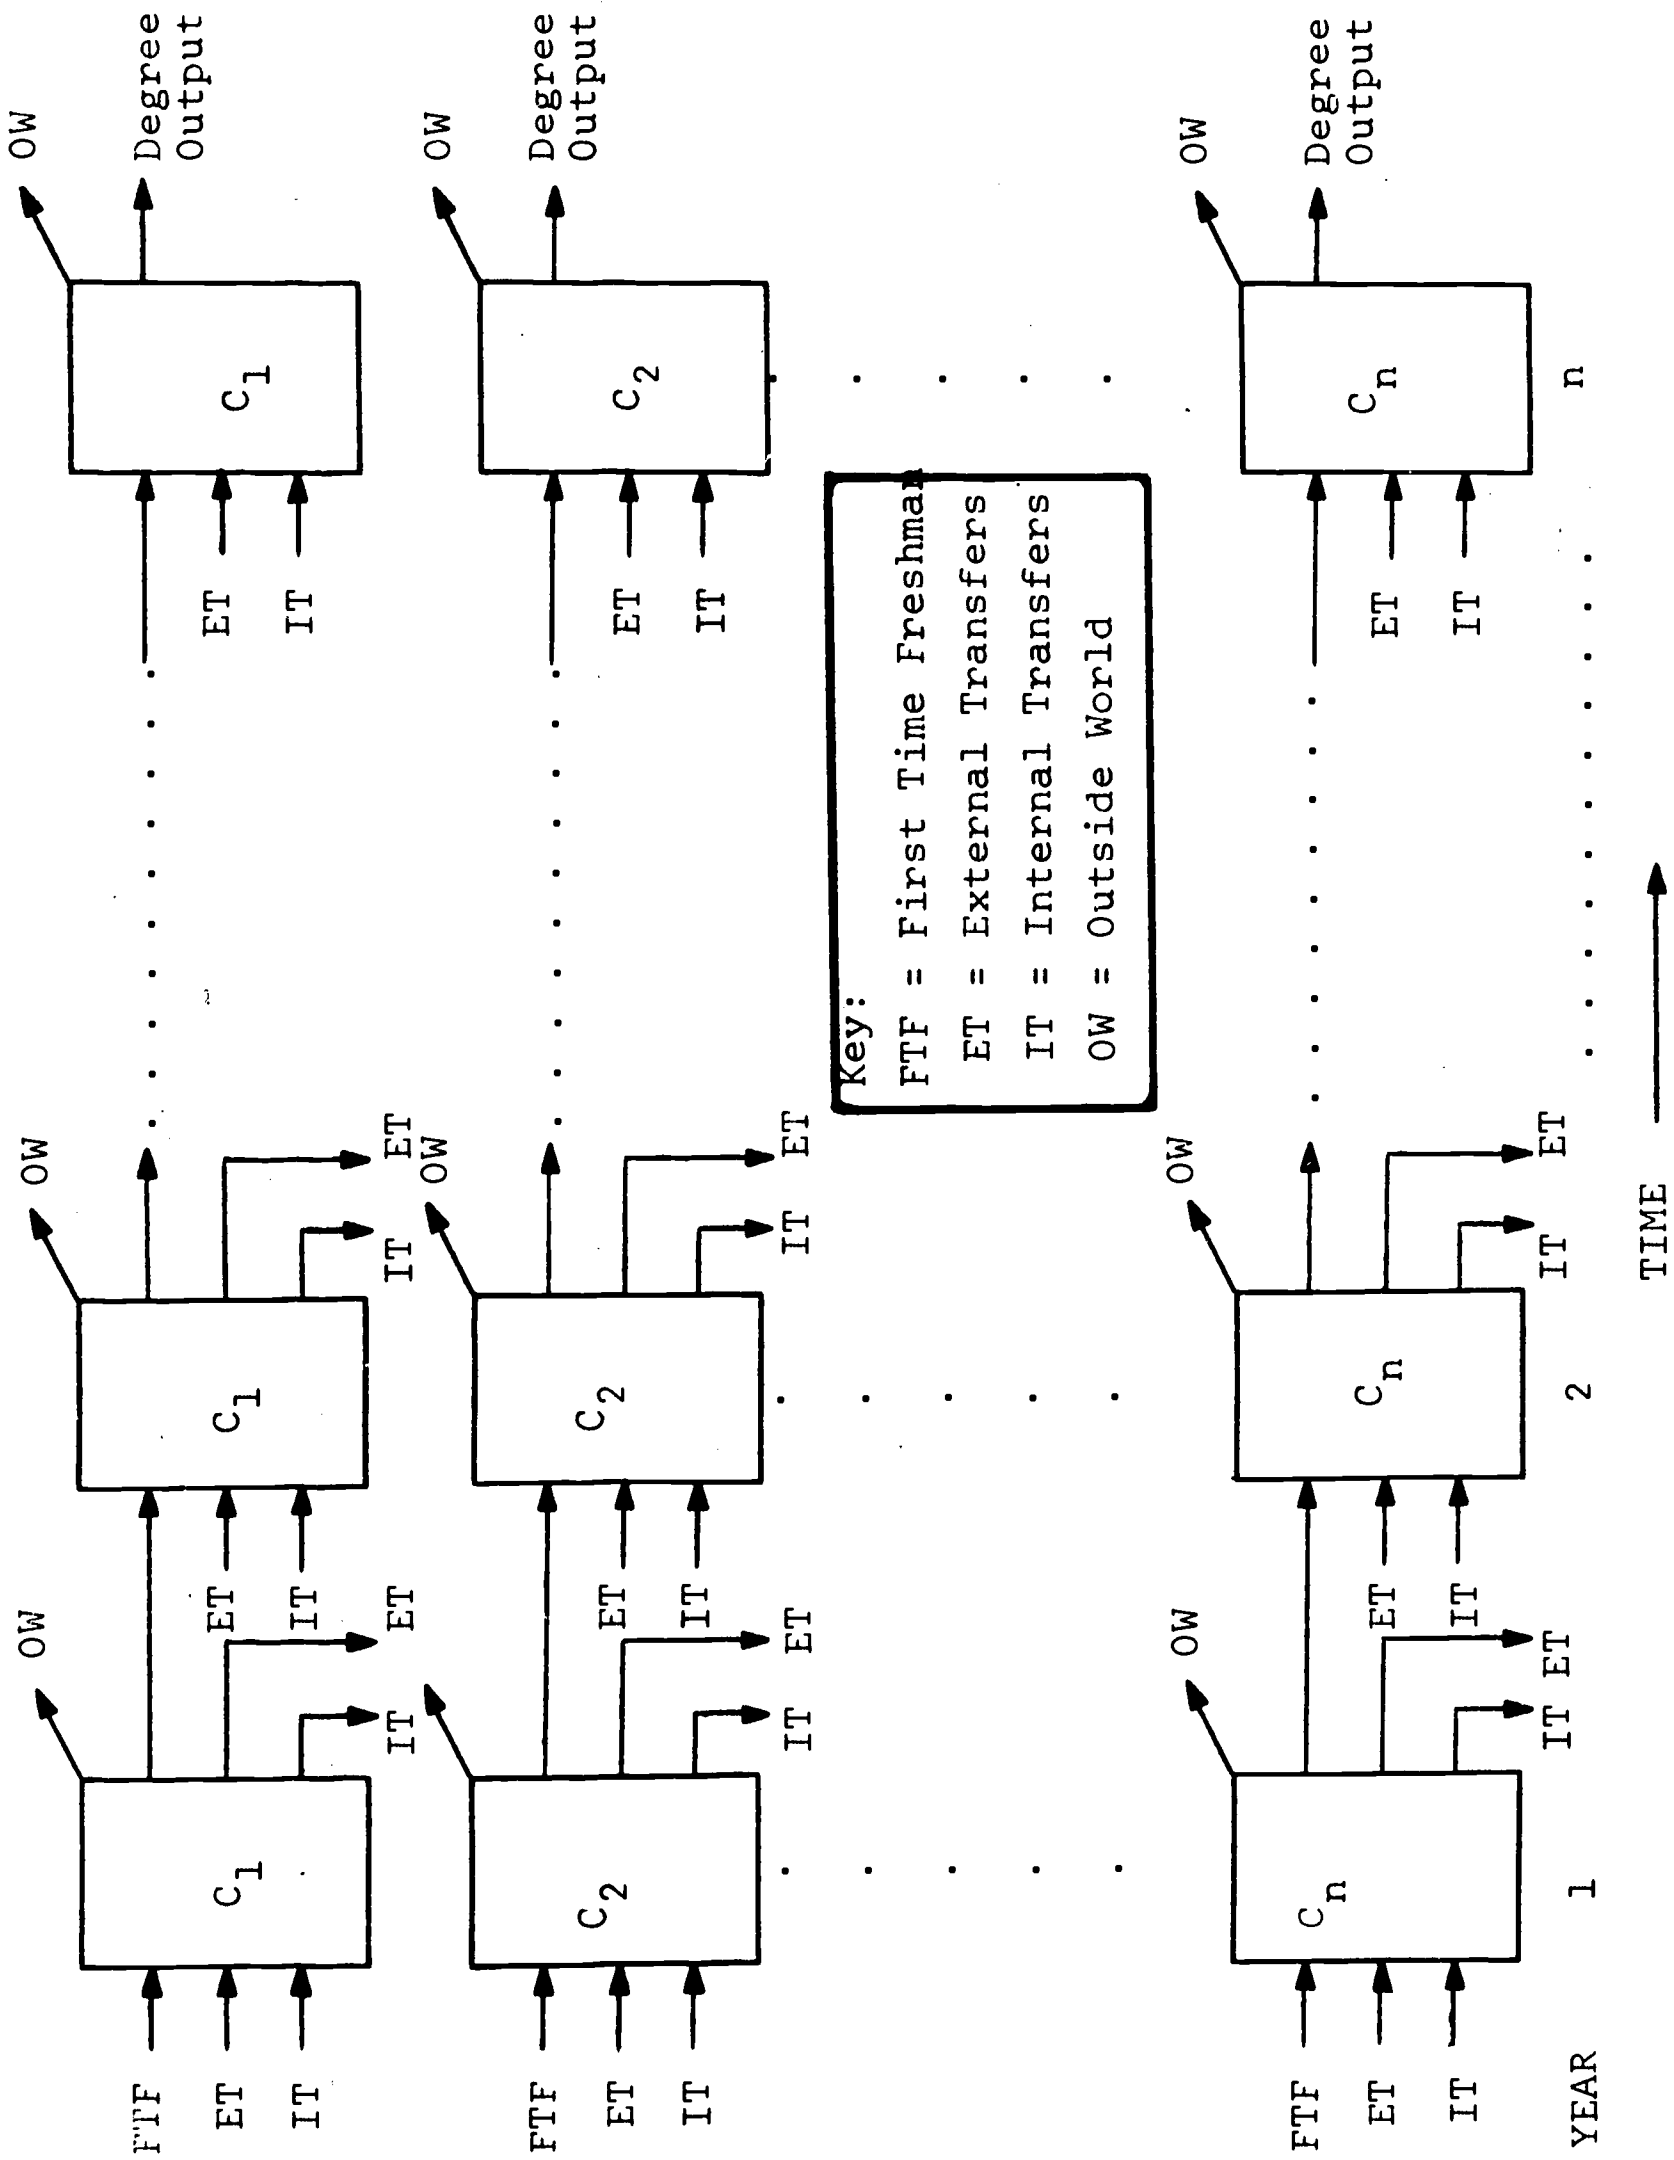 OW OW OW
FTF Degree
Output
ET C1 ET C1 ET C1
IT IT IT
IT ET IT ET
OW OW
FTF Degree
Output
ET C2 ET C2 ET C2
IT IT IT
IT ET IT ET
Key:
FTF = First Time Freshman
ET = External Transfers
IT = Internal Transfers
OW = Outside World
OW OW OW
FTF Degree
Output
ET Cn ET Cn ET Cn
IT IT IT
IT ET IT ET
YEAR 1 2 n
TIME